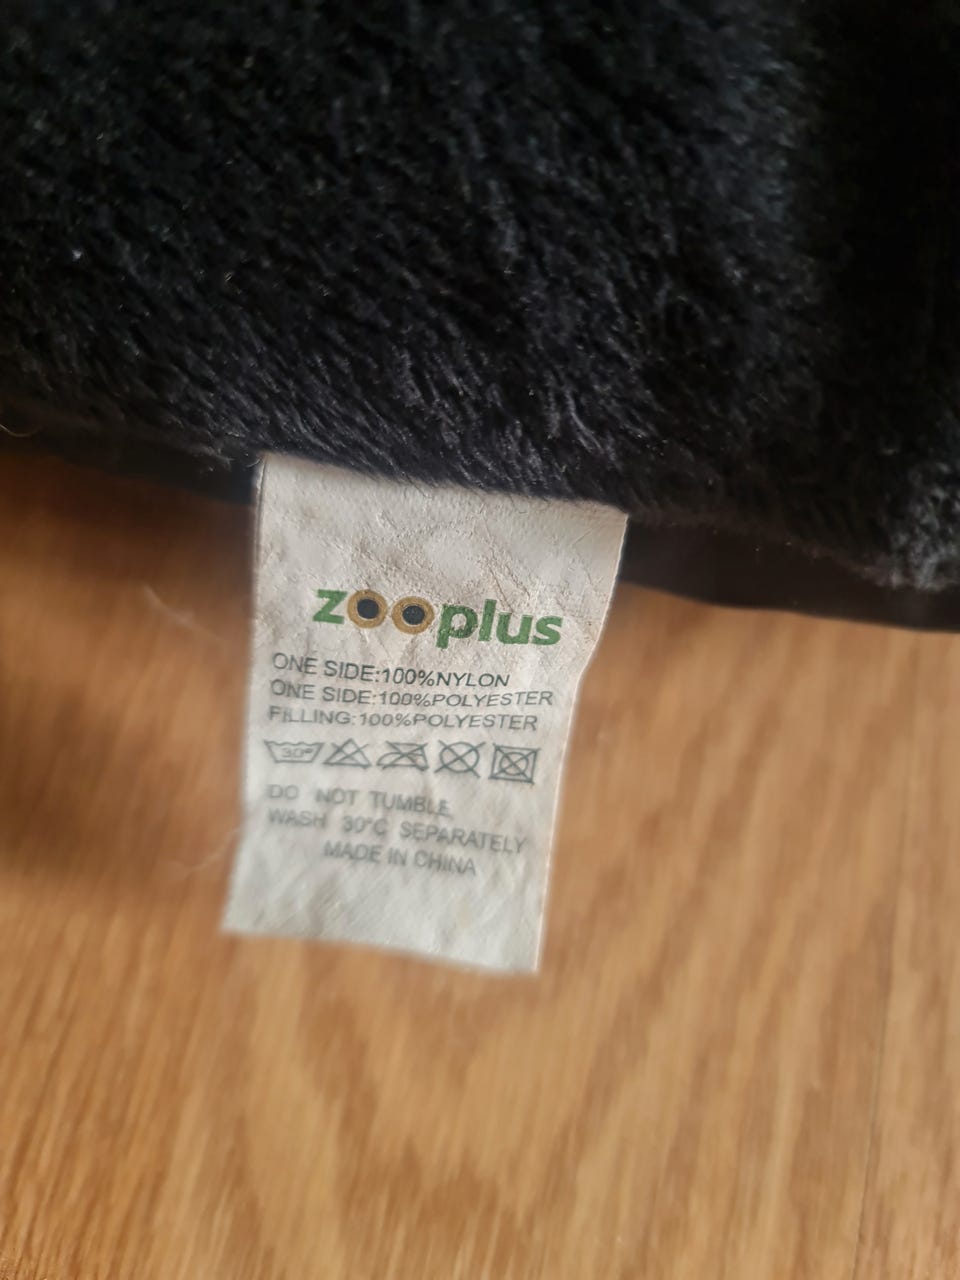 zooplus
ONE SIDE:100%NYLON
ONE SIDE:100%POLYESTER
FILLING:100%POLYESTER
30°
DO NOT TUMBLE
WASH 30°C SEPARATELY
MADE IN CHINA